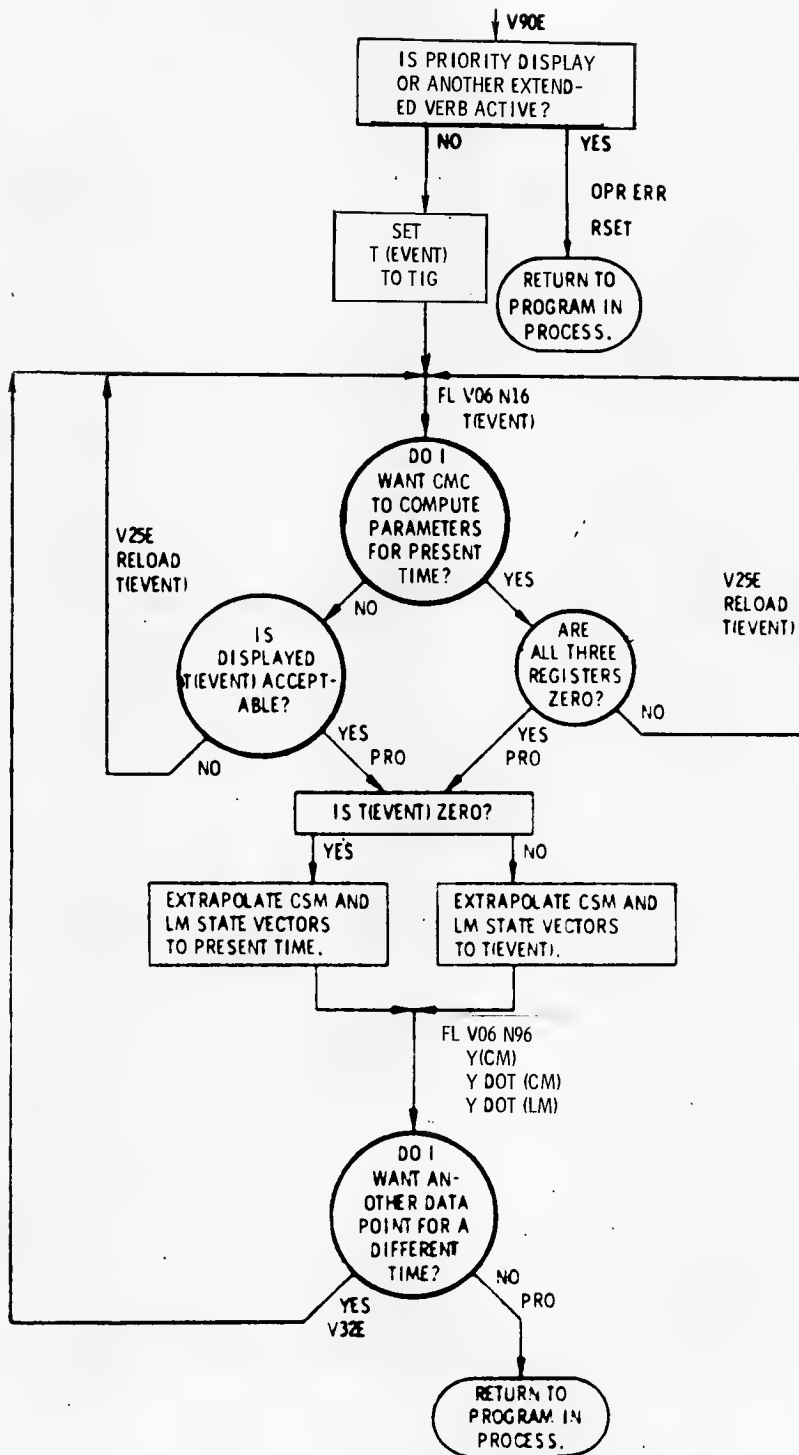 V90E
IS PRIORITY DISPLAY
OR ANOTHER EXTEND-
ED VERB ACTIVE?
NO
YES
SET
T (EVENT)
TO TIG
OPR ERR
RSET
RETURN TO
PROGRAM IN
PROCESS.
FL V06 N16
T(EVENT)
DO I
WANT CMC
TO COMPUTE
PARAMETERS
FOR PRESENT
TIME?
V25E
RELOAD
T(EVENT)
NO
YES
V25E
RELOAD
T(EVENT)
IS
DISPLAYED
T(EVENT) ACCEPT-
ABLE?
ARE
ALL THREE
REGISTERS
ZERO?
NO
YES
PRO
YES
PRO
NO
IS T(EVENT) ZERO?
YES
NO
EXTRAPOLATE CSM AND
LM STATE VECTORS
TO PRESENT TIME.
EXTRAPOLATE CSM AND
LM STATE VECTORS
TO T(EVENT).
FL V06 N96
Y(CM)
Y DOT (CM)
Y DOT (LM)
DO I
WANT AN-
OTHER DATA
POINT FOR A
DIFFERENT
TIME?
YES
V32E
NO
PRO
RETURN TO
PROGRAM IN
PROCESS.